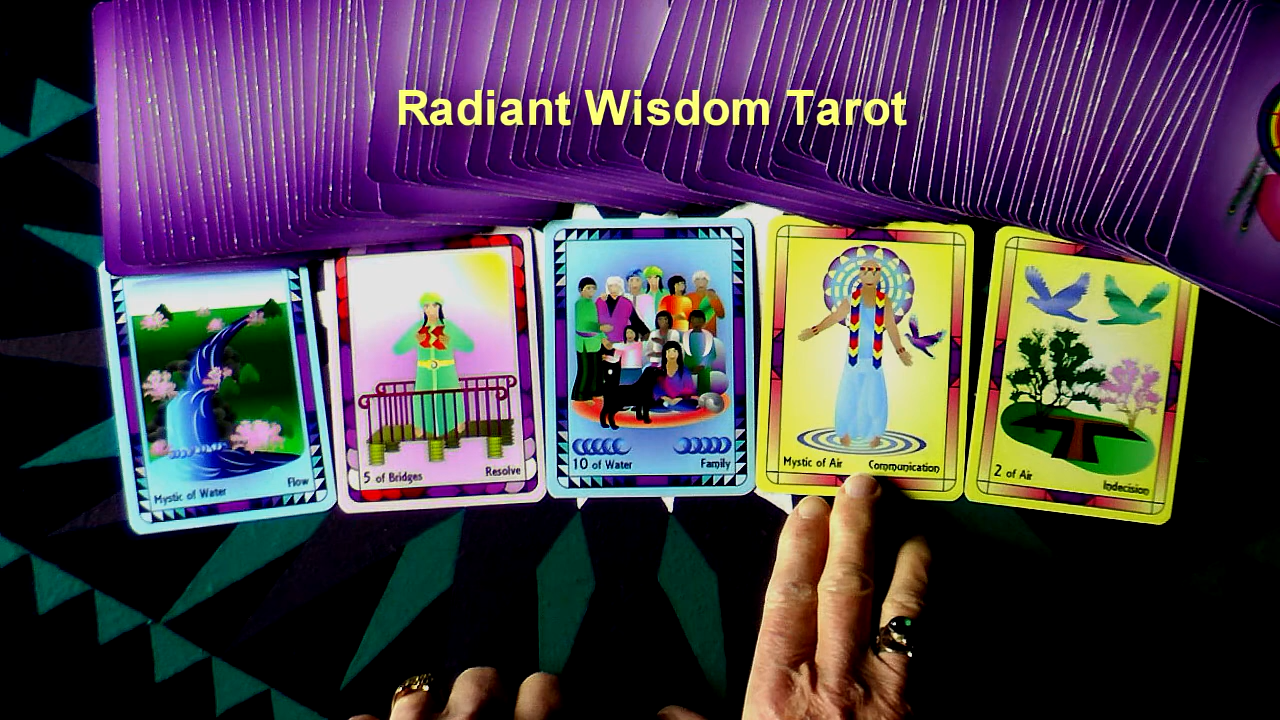 Radiant Wisdom Tarot
Mystic of Water Flow
5 of Bridges Resolve
10 of Water Family
Mystic of Air Communication
2 of Air Indecision